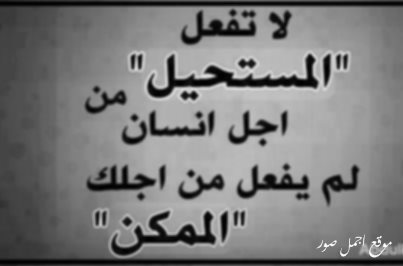 لا تفعل
"المستحيل" من
اجل انسان
لم يفعل من اجلك
"الممكن"
موقع اجمل صور